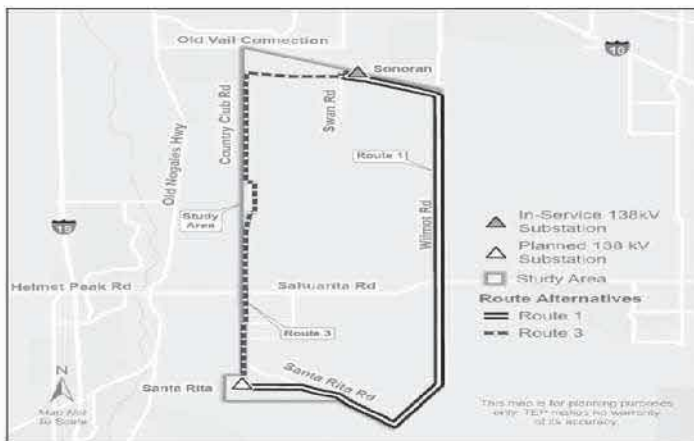 Old Vail Connection
10
Sonoran
Country Club Rd
Swan Rd
Old Nogales Hwy
Route 1
Wilmot Rd
Study
Area
19
In-Service 138kV
Substation
Planned 138 kV
Substation
Study Area
Helmet Peak Rd
Sahuarita Rd
Route Alternatives
Route 1
Route 3
Route 3
N
Santa Rita
Santa Rita Rd
Map Not
To Scale
This map is for planning purposes
only. TEP makes no warranty
of its accuracy.